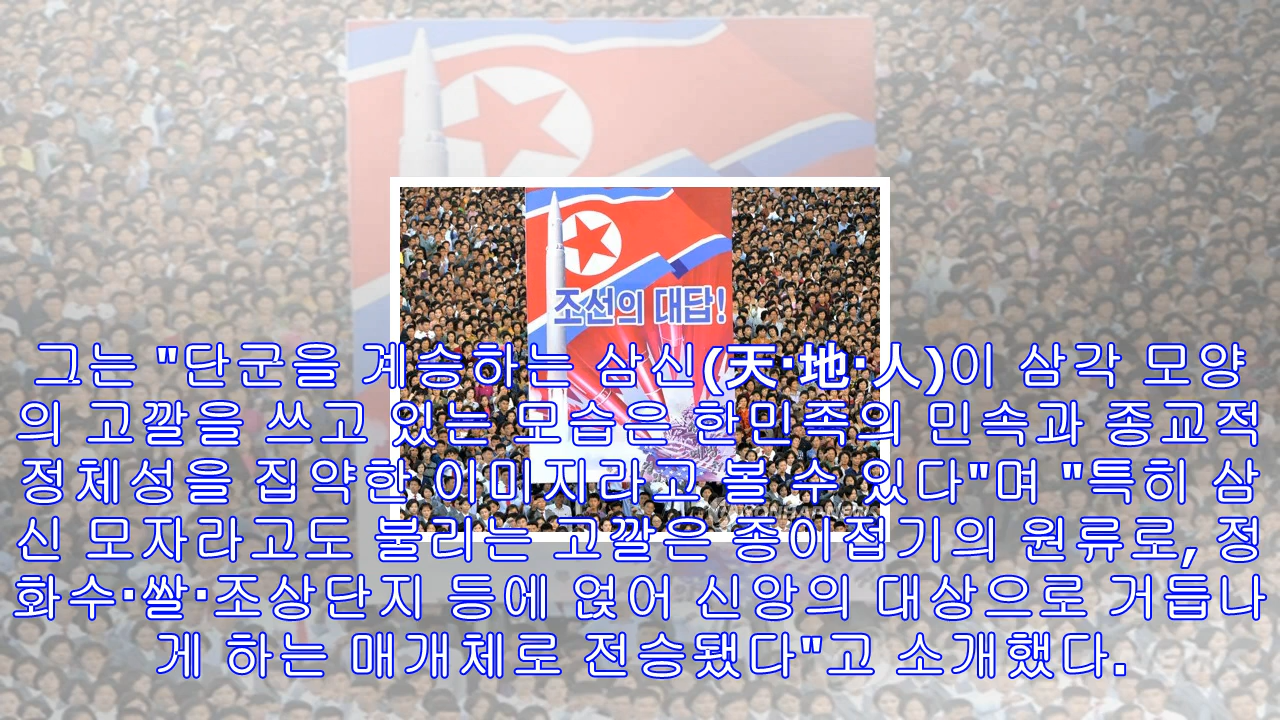 조선의 대답!
그는 "단군을 계승하는 삼신(天·地·人)이 삼각 모양
의 고깔을 쓰고 있는 모습은 한민족의 민속과 종교적
정체성을 집약한 이미지라고 볼 수 있다"며 "특히 삼
신 모자라고도 불리는 고깔은 종이접기의 원류로, 정
화수·쌀·조상단지 등에 얹어 신앙의 대상으로 거듭나
게 하는 매개체로 전승됐다"고 소개했다.